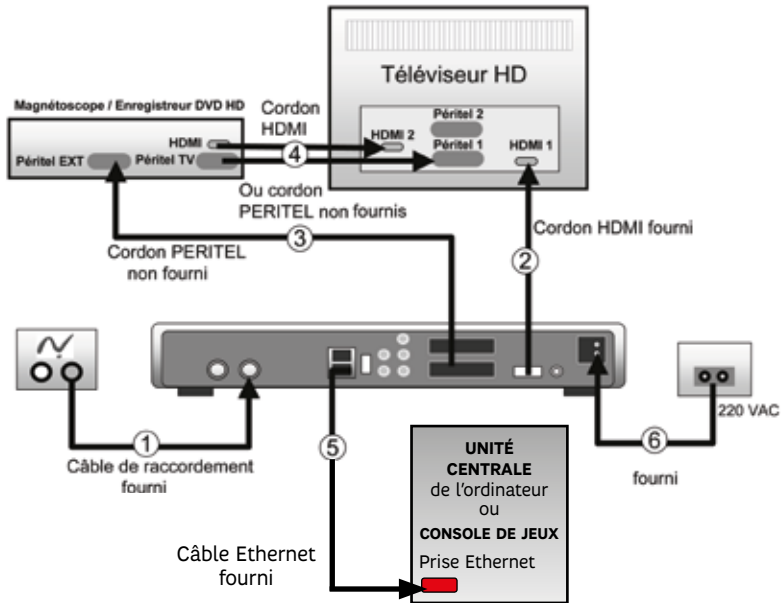 Téléviseur HD
Péritel 2
HDMI 2
Péritel 1
HDMI 1
Magnétoscope / Enregistreur DVD HD
HDMI
Péritel EXT
Péritel TV
Cordon
HDMI
4
Ou cordon
PERITEL non fournis
3
Cordon PERITEL
non fourni
Cordon HDMI fourni
2
220 VAC
1
Câble de raccordement
fourni
5
6
fourni
UNITÉ
CENTRALE
de l'ordinateur
ou
CONSOLE DE JEUX
Prise Ethernet
Câble Ethernet
fourni